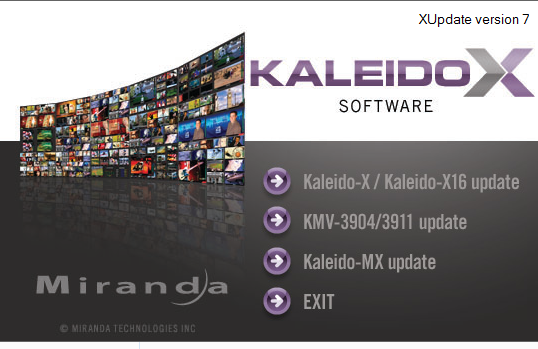 XUpdate version 7
KALEIDOX
SOFTWARE
Kaleido-X / Kaleido-X16 update
KMV-3904/3911 update
Kaleido-MX update
EXIT
Miranda
© MIRANDA TECHNOLOGIES INC